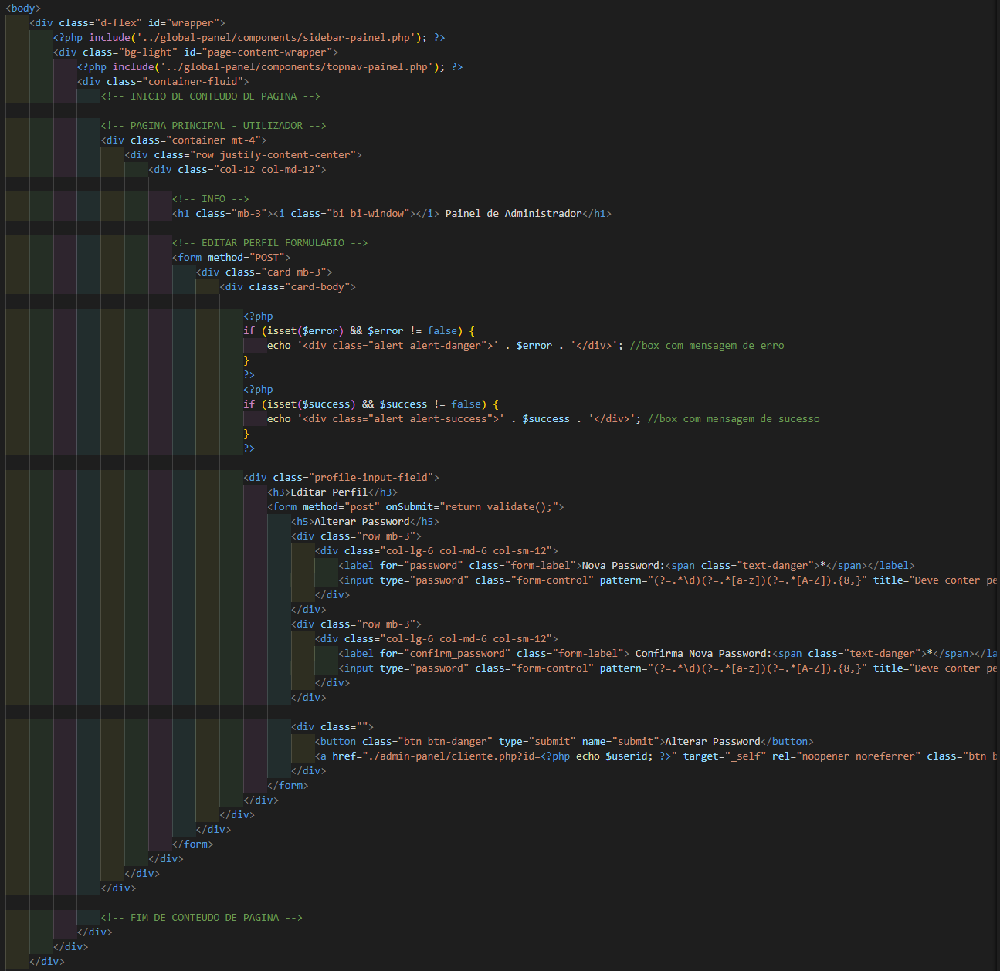 <body>
<div class="d-flex" id="wrapper">
<?php include('../global-panel/components/sidebar-painel.php'); ?>
<div class="bg-light" id="page-content-wrapper">
<?php include('../global-panel/components/topnav-painel.php'); ?>
<div class="container-fluid">
<!-- INICIO DE CONTEUDO DE PAGINA -->
<!-- PAGINA PRINCIPAL - UTILIZADOR -->
<div class="container mt-4">
<div class="row justify-content-center">
<div class="col-12 col-md-12">
<!-- INFO -->
<h1 class="mb-3"><i class="bi bi-window"></i> Painel de Administrador</h1>
<!-- EDITAR PERFIL FORMULARIO -->
<form method="POST">
<div class="card mb-3">
<div class="card-body">
<?php
if (isset($error) && $error != false) {
echo '<div class="alert alert-danger">' . $error . '</div>'; //box com mensagem de erro
}
?>
<?php
if (isset($success) && $success != false) {
echo '<div class="alert alert-success">' . $success . '</div>'; //box com mensagem de sucesso
}
?>
<div class="profile-input-field">
<h3>Editar Perfil</h3>
<form method="post" onSubmit="return validate();">
<h5>Alterar Password</h5>
<div class="row mb-3">
<div class="col-lg-6 col-md-6 col-sm-12">
<label for="password" class="form-label">Nova Password:<span class="text-danger">*</span></label>
<input type="password" class="form-control" pattern="(?=.*\d)(?=.*[a-z])(?=.*[A-Z]).{8,}" title="Deve conter pe
</div>
</div>
<div class="row mb-3">
<div class="col-lg-6 col-md-6 col-sm-12">
<label for="confirm_password" class="form-label"> Confirma Nova Password:<span class="text-danger">*</span></la
<input type="password" class="form-control" pattern="(?=.*\d)(?=.*[a-z])(?=.*[A-Z]).{8,}" title="Deve conter pe
</div>
</div>
<div class="">
<button class="btn btn-danger" type="submit" name="submit">Alterar Password</button>
<a href="./admin-panel/cliente.php?id=<?php echo $userid; ?>" target="_self" rel="noopener noreferrer" class="btn b
</div>
</form>
</div>
</div>
</div>
</form>
</div>
</div>
</div>
<!-- FIM DE CONTEUDO DE PAGINA -->
</div>
</div>
</div>